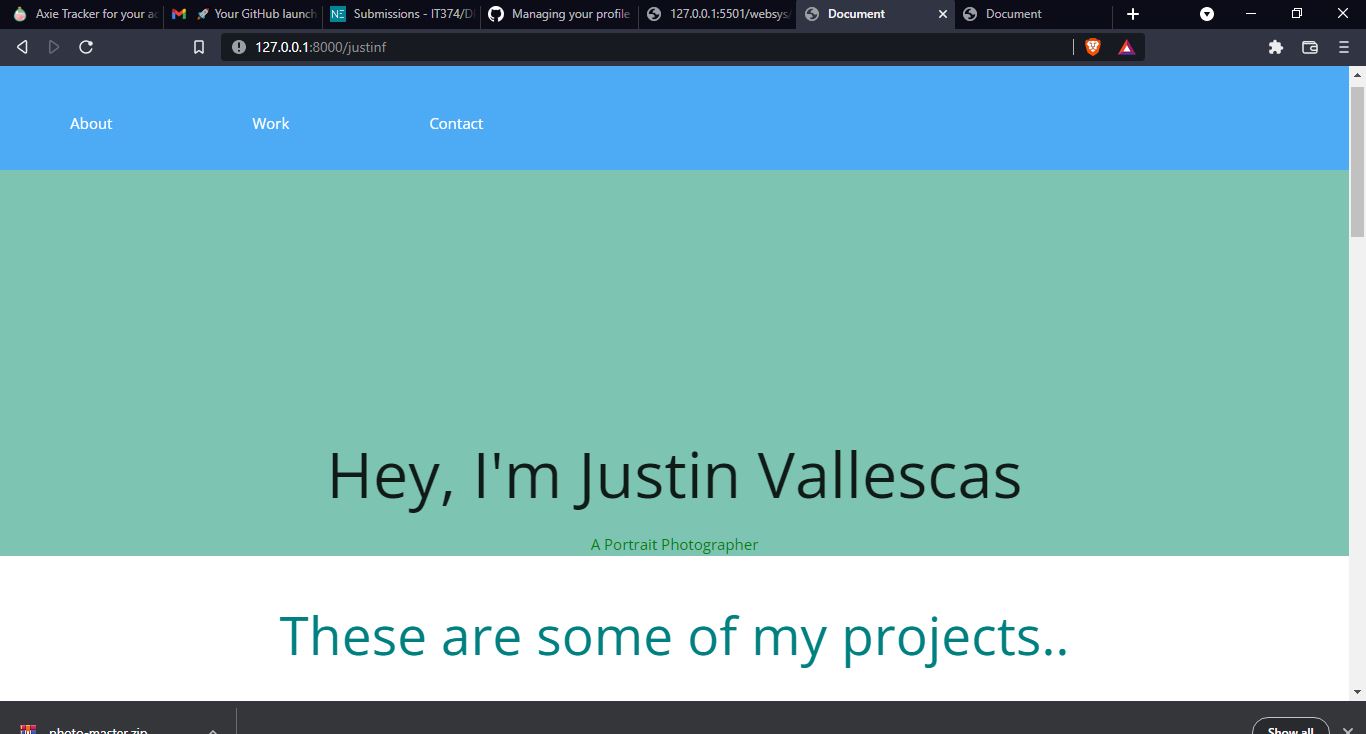 Axie Tracker for your a
Your GitHub launch
NE Submissions - IT374/D
Managing your profile
127.0.0.1:5501/websys/
Document
Document
127.0.0.1:8000/justinf
About Work Contact
Hey, I'm Justin Vallescas
A Portrait Photographer
These are some of my projects..
photo-master.zip
Show all